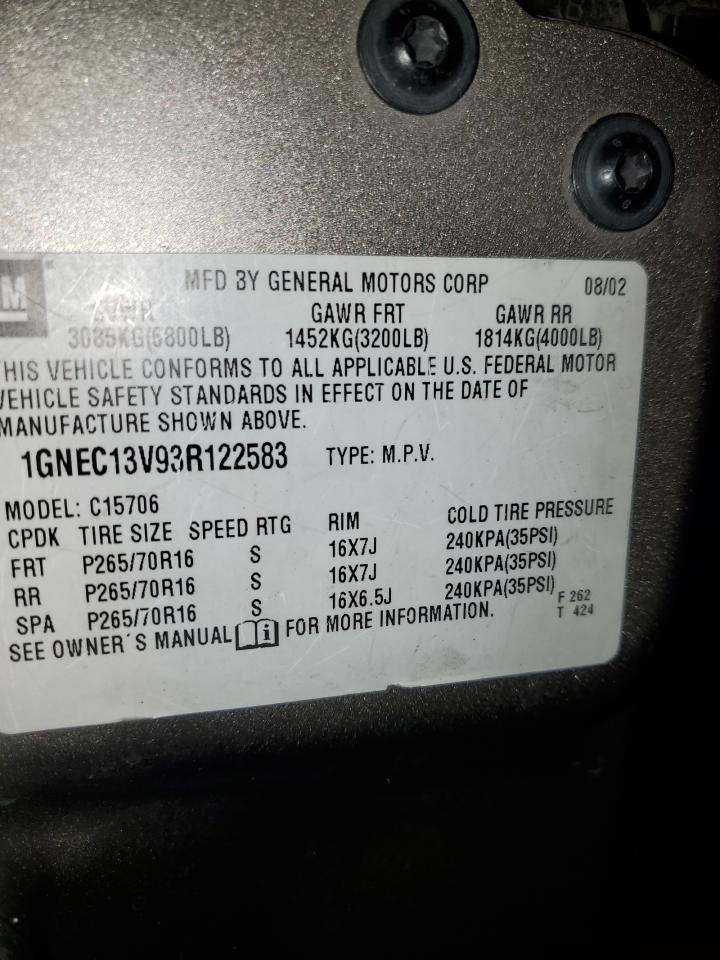 M
MFD BY GENERAL MOTORS CORP 08/02
GVWR GAWR FRT GAWR RR
3085KG(6800LB) 1452KG(3200LB) 1814KG(4000LB)
THIS VEHICLE CONFORMS TO ALL APPLICABLE U.S. FEDERAL MOTOR
VEHICLE SAFETY STANDARDS IN EFFECT ON THE DATE OF
MANUFACTURE SHOWN ABOVE.
1GNEC13V93R122583 TYPE: M.P.V.
MODEL: C15706
CPDK TIRE SIZE SPEED RTG RIM COLD TIRE PRESSURE
FRT P265/70R16 S 16X7J 240KPA(35PSI)
RR P265/70R16 S 16X7J 240KPA(35PSI)
SPA P265/70R16 S 16X6.5J 240KPA(35PSI) F 262
SEE OWNER'S MANUAL FOR MORE INFORMATION. T 424